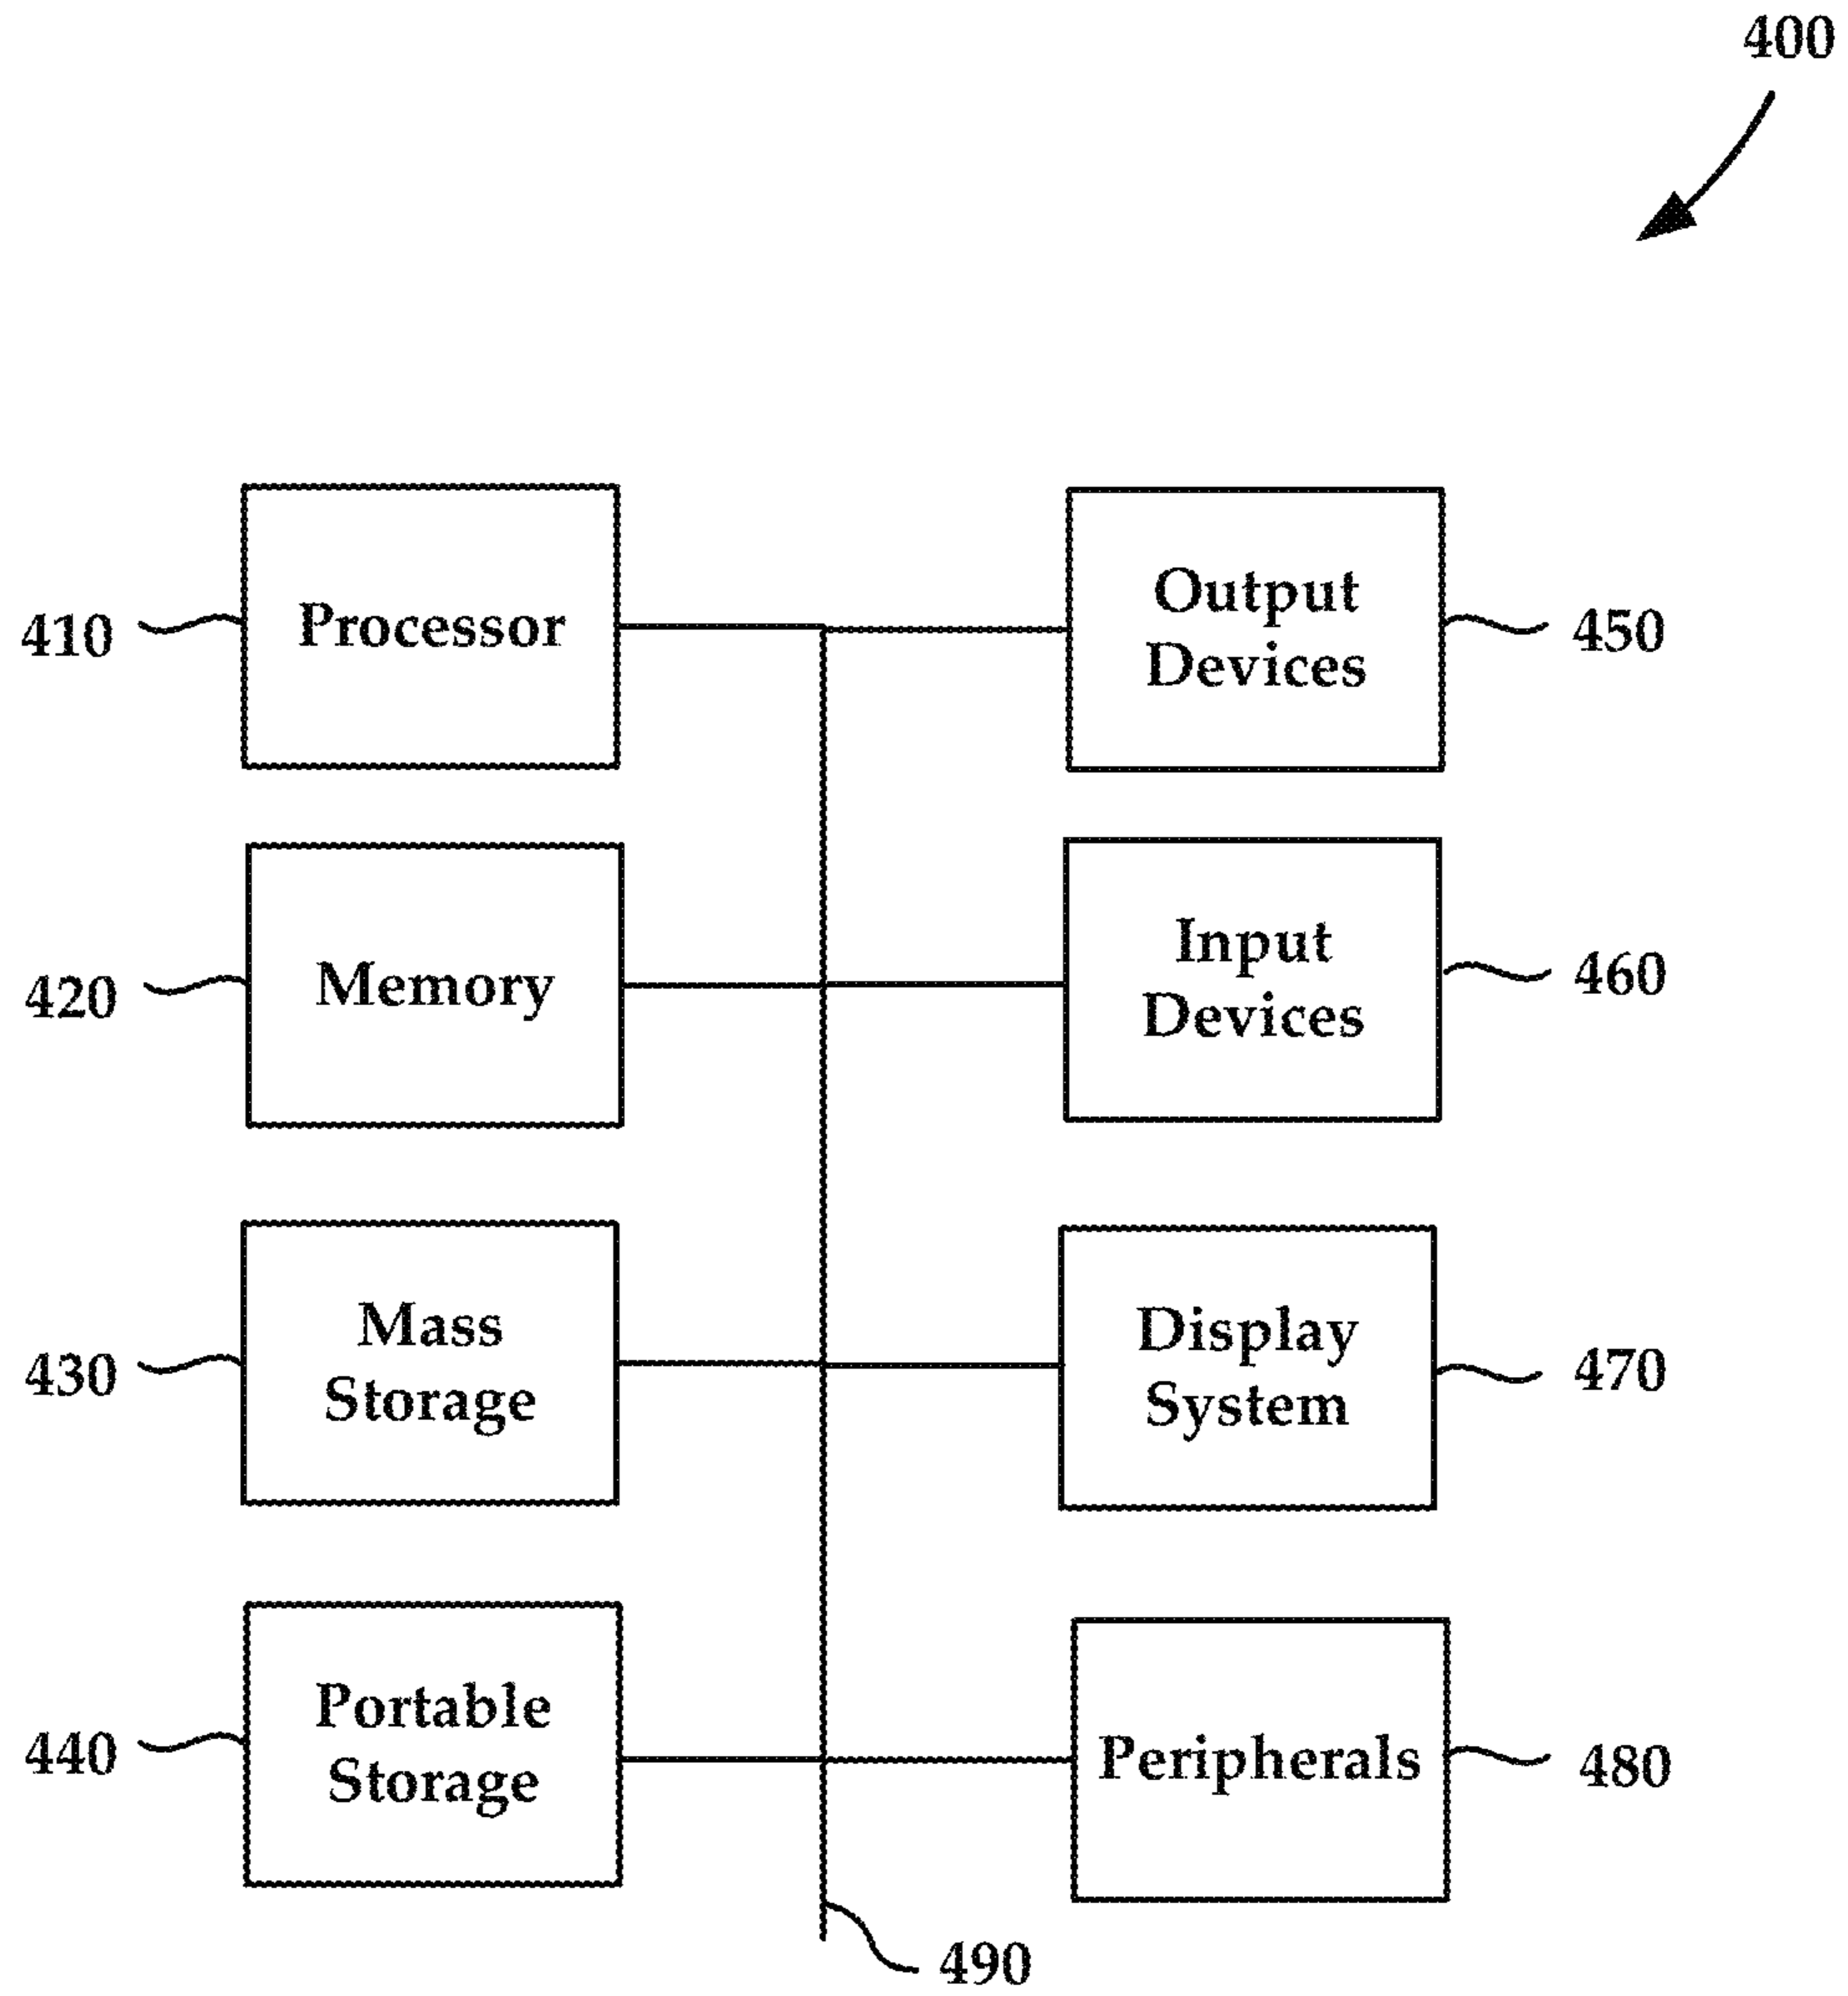 400
410
Processor
Output
Devices
450
420
Memory
Input
Devices
460
430
Mass
Storage
Display
System
470
440
Portable
Storage
Peripherals
480
490